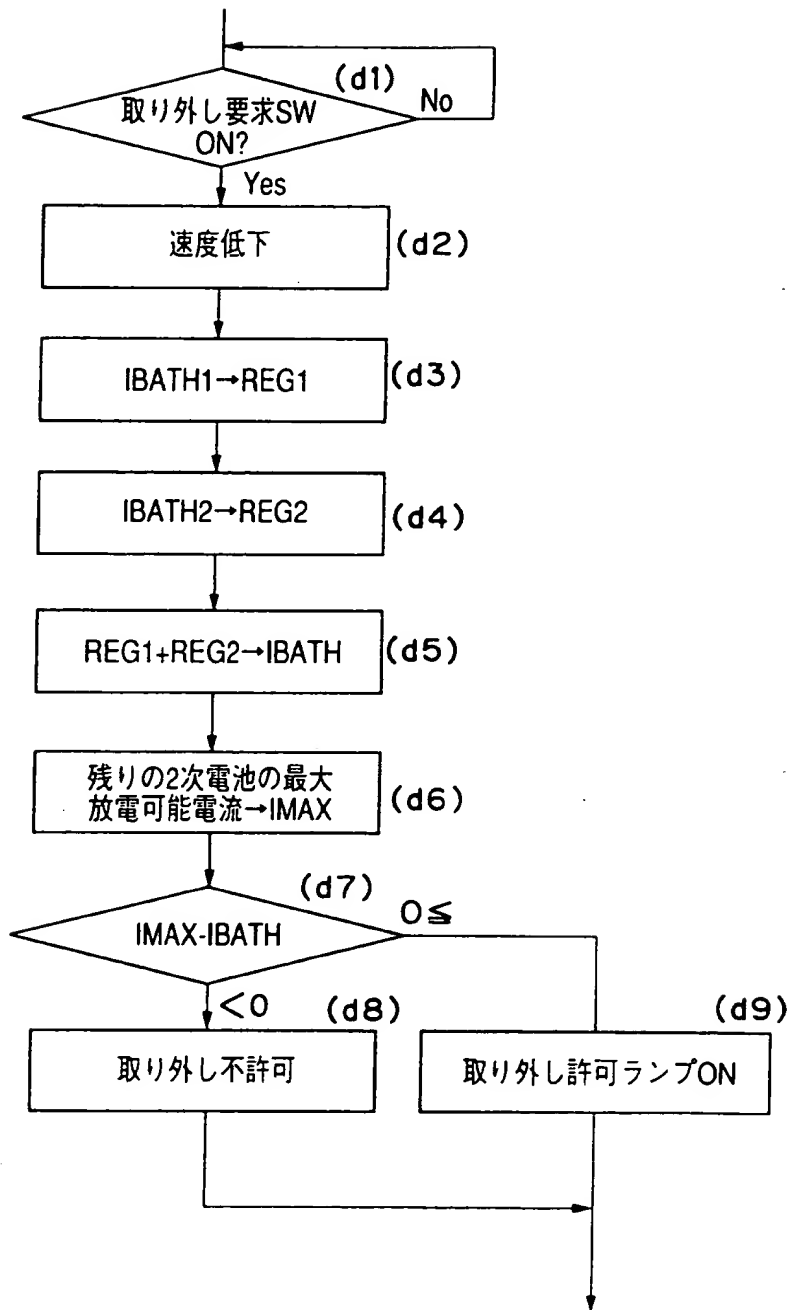 (d1)
取り外し要求SW
ON?
No
Yes
速度低下
(d2)
IBATH1→REG1
(d3)
IBATH2→REG2
(d4)
REG1+REG2→IBATH
(d5)
残りの2次電池の最大
放電可能電流→IMAX
(d6)
(d7)
IMAX-IBATH
0≦
<0
(d8)
取り外し不許可
(d9)
取り外し許可ランプON